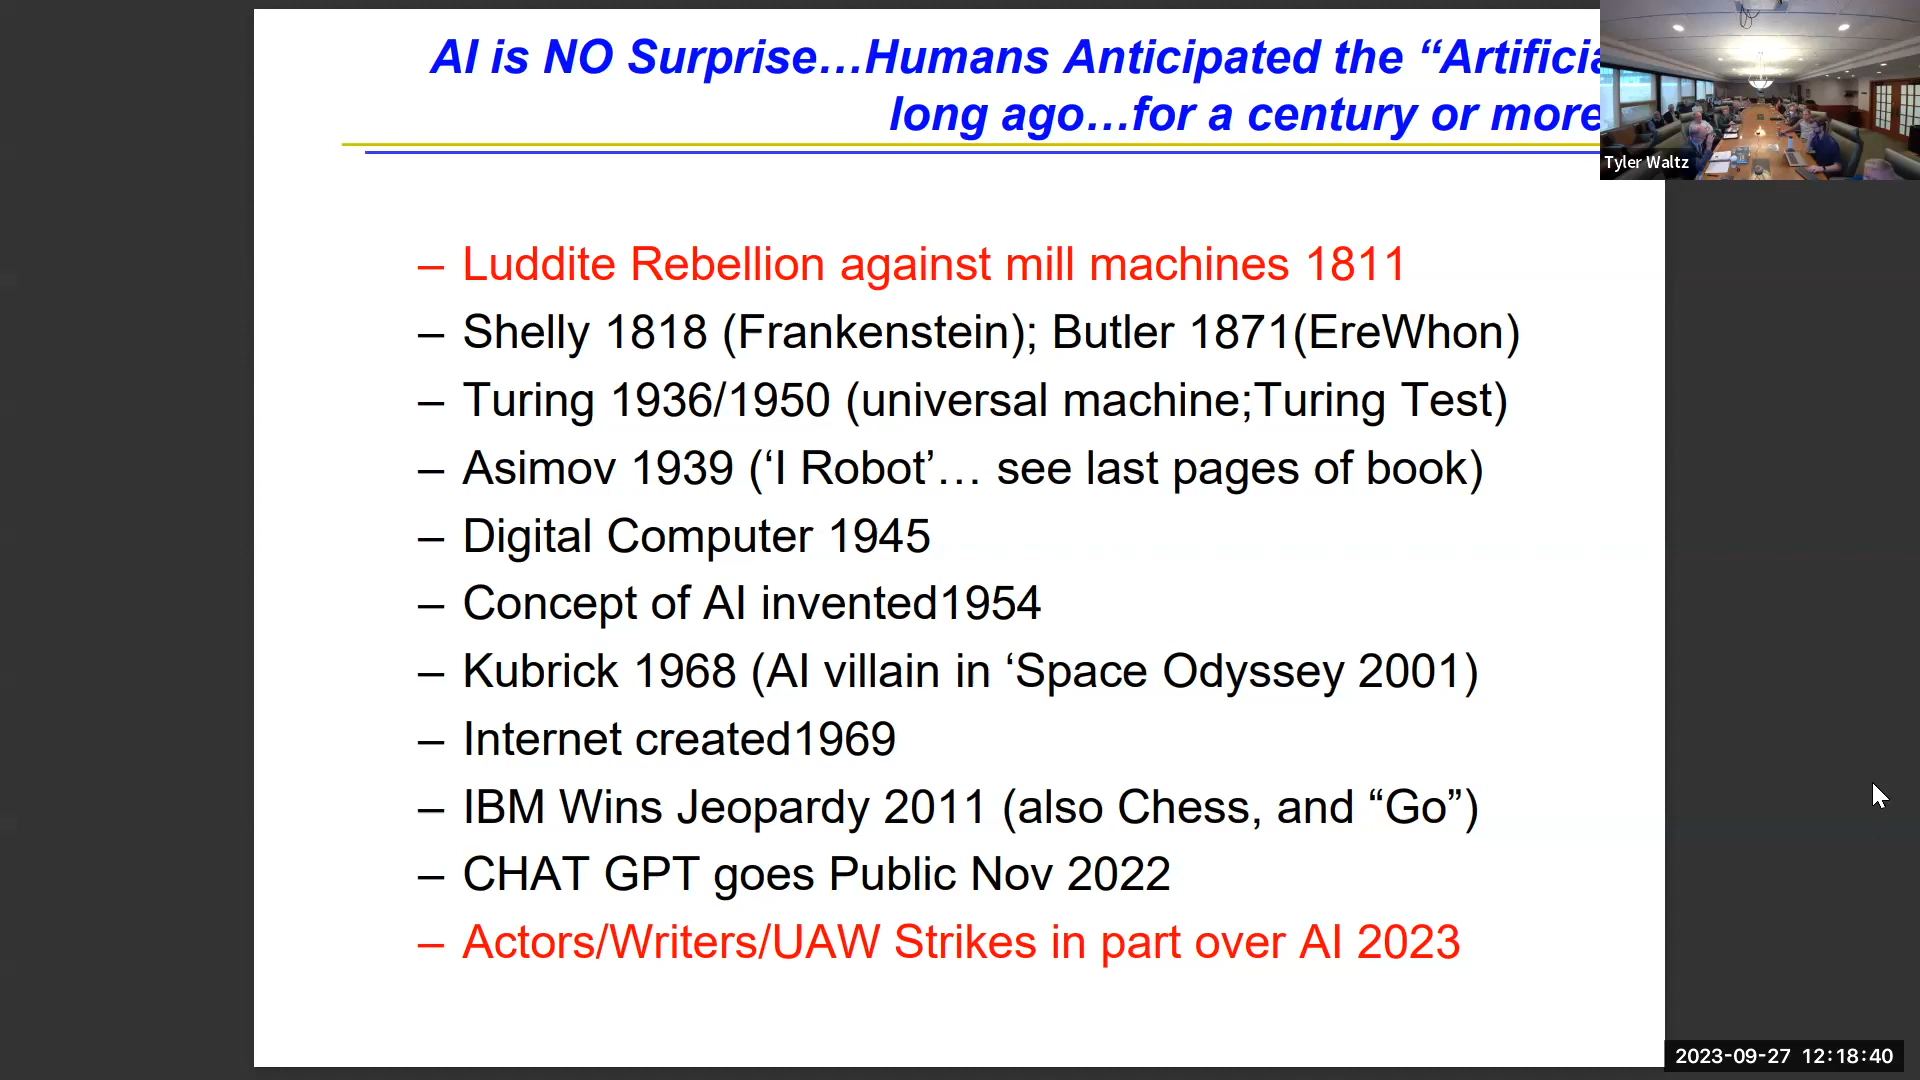 AI is NO Surprise…Humans Anticipated the “Artificia
long ago…for a century or more
Tyler Waltz
– Luddite Rebellion against mill machines 1811
– Shelly 1818 (Frankenstein); Butler 1871(EreWhon)
– Turing 1936/1950 (universal machine;Turing Test)
– Asimov 1939 (‘I Robot’… see last pages of book)
– Digital Computer 1945
– Concept of AI invented1954
– Kubrick 1968 (AI villain in ‘Space Odyssey 2001)
– Internet created1969
– IBM Wins Jeopardy 2011 (also Chess, and “Go”)
– CHAT GPT goes Public Nov 2022
– Actors/Writers/UAW Strikes in part over AI 2023
2023-09-27 12:18:40